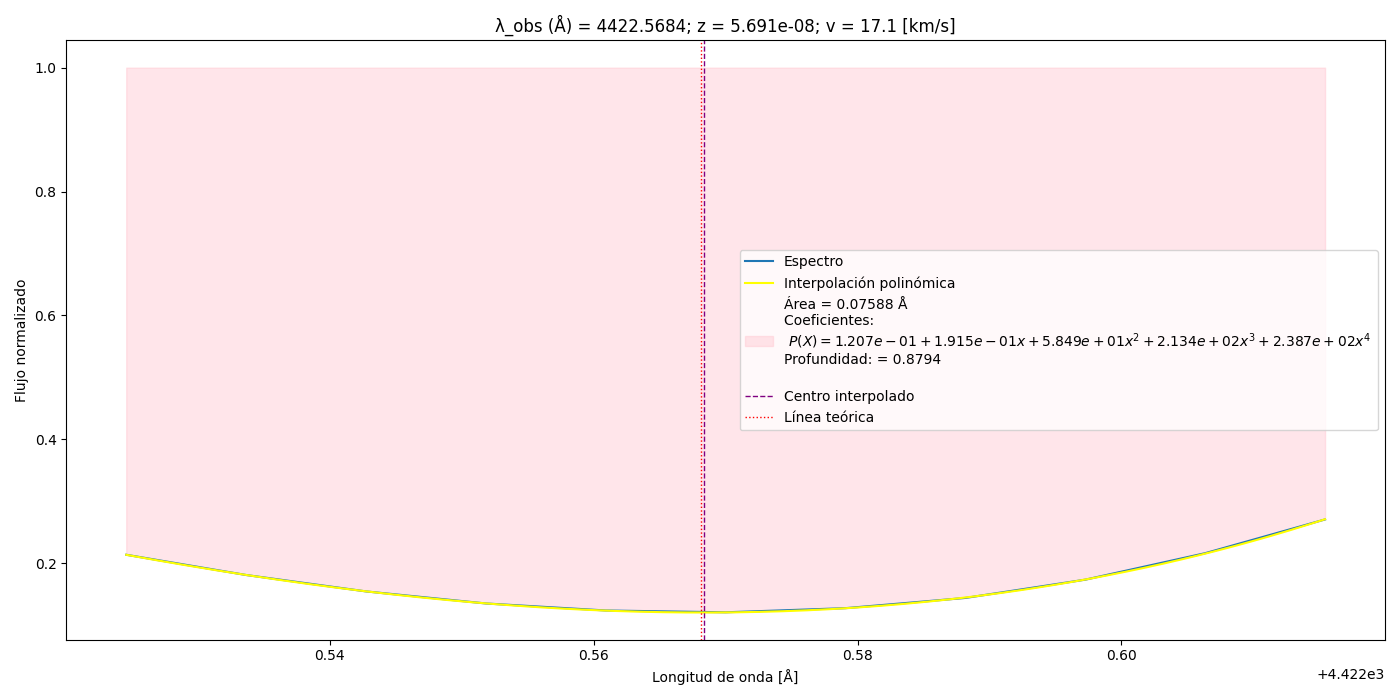 λ_obs (Å) = 4422.5684; z = 5.691e-08; v = 17.1 [km/s]
Flujo normalizado
1.0
0.8
0.6
0.4
0.2
Espectro
Interpolación polinómica
Área = 0.07588 Å
Coeficientes:
P(X) = 1.207e − 01 + 1.915e − 01x + 5.849e + 01x² + 2.134e + 02x³ + 2.387e + 02x⁴
Profundidad: = 0.8794
Centro interpolado
Línea teórica
0.54 0.56 0.58 0.60
+4.422e3
Longitud de onda [Å]